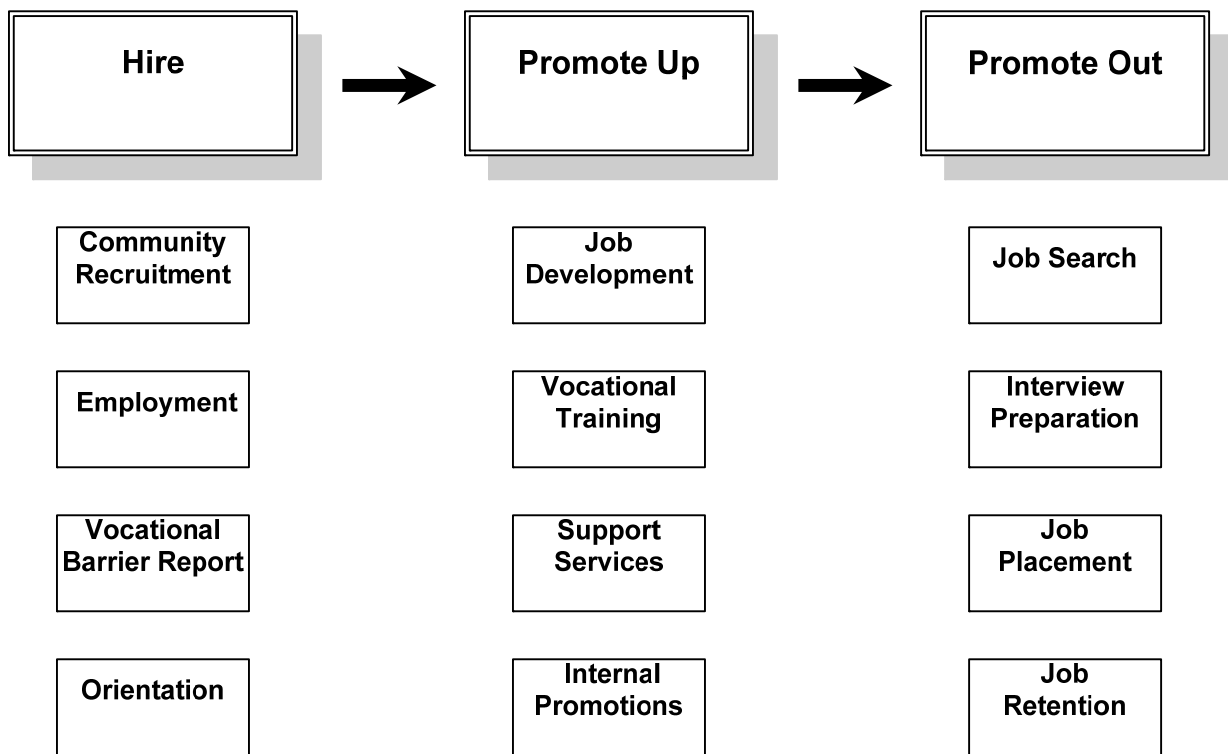 Hire
Promote Up
Promote Out
Community
Recruitment
Job
Development
Job Search
Employment
Vocational
Training
Interview
Preparation
Vocational
Barrier Report
Support
Services
Job
Placement
Orientation
Internal
Promotions
Job
Retention